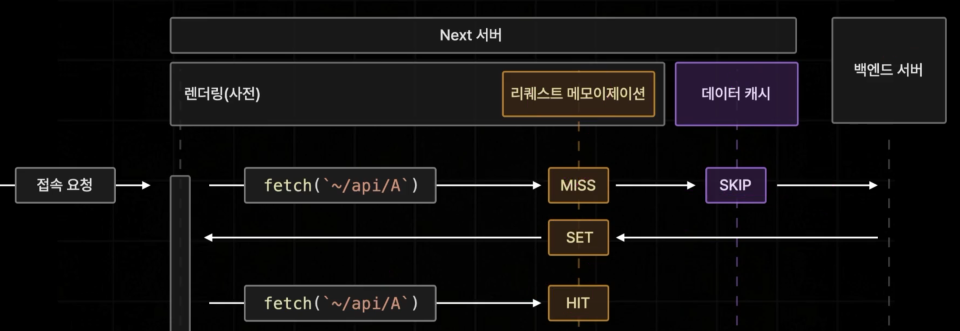 Next 서버
백엔드 서버
렌더링(사전)
리퀘스트 메모이제이션
데이터 캐시
접속 요청
fetch(`~/api/A`)
MISS
SKIP
SET
fetch(`~/api/A`)
HIT